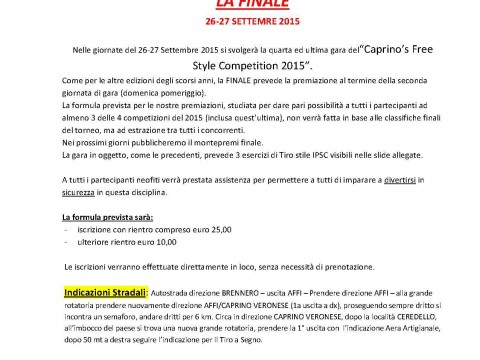 LA FINALE
26-27 SETTEMRE 2015
Nelle giornate del 26-27 Settembre 2015 si svolgerà la quarta ed ultima gara del "Caprino's Free
Style Competition 2015".
Come per le altre edizioni degli scorsi anni, la FINALE prevede la premiazione al termine della seconda
giornata di gara (domenica pomeriggio).
La formula prevista per le nostre premiazioni, studiata per dare pari possibilità a tutti i partecipanti ad
almeno 3 delle 4 competizioni del 2015 (inclusa quest'ultima), non verrà fatta in base alle classifiche finali
del torneo, ma ad estrazione tra tutti i concorrenti.
Nei prossimi giorni pubblicheremo il montepremi finale.
La gara in oggetto, come le precedenti, prevede 3 esercizi di Tiro stile IPSC visibili nelle slide allegate.
A tutti i partecipanti neofiti verrà prestata assistenza per permettere a tutti di imparare a divertirsi in
sicurezza in questa disciplina.
La formula prevista sarà:
- iscrizione con rientro compreso euro 25,00
- ulteriore rientro euro 10,00
Le iscrizioni verranno effettuate direttamente in loco, senza necessità di prenotazione.
Indicazioni Stradali: Autostrada direzione BRENNERO – uscita AFFI – Prendere direzione AFFI – alla grande
rotatoria prendere nuovamente direzione AFFI/CAPRINO VERONESE (1a uscita a dx), proseguendo sempre dritto si
incontra un semaforo, andare dritti per 6 km. Circa in direzione CAPRINO VERONESE, dopo la località CEREDELLO,
all'imbocco del paese si trova una nuova grande rotatoria, prendere la 1° uscita con l'indicazione Aera Artigianale,
dopo 50 mt a destra seguire l'indicazione per Il Tiro a Segno.